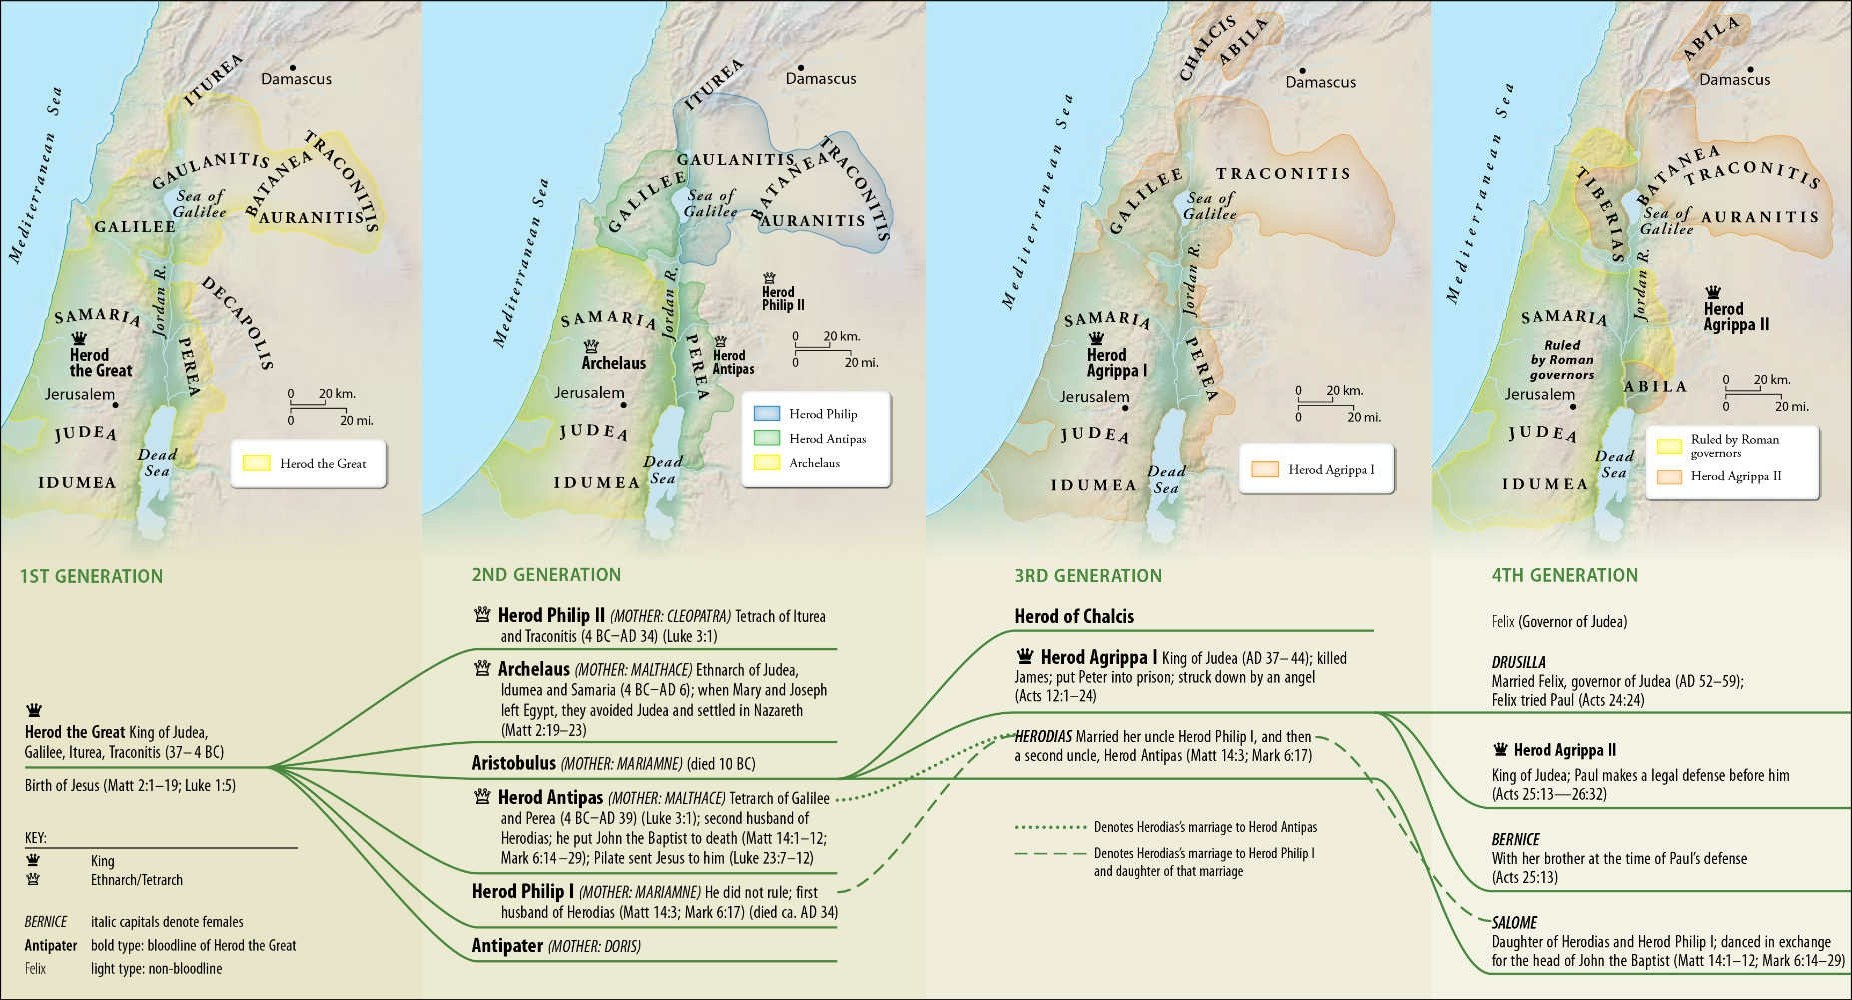 ITUREA
Damascus
Mediterranean Sea
GAULANITIS
BATANEA
TRACONITIS
Sea of
Galilee
AURANITIS
GALILEE
Jordan R.
DECAPOLIS
SAMARIA
Herod
the Great
PEREA
Jerusalem
0 20 km.
0 20 mi.
JUDEA
Dead
Sea
IDUMEA
Herod the Great
ITUREA
Damascus
Mediterranean Sea
GAULANITIS
BATANEA
TRACONITIS
GALILEE
Sea of
Galilee
AURANITIS
Jordan R.
Herod
Philip II
SAMARIA
Archelaus
PEREA
Herod
Antipas
0 20 km.
0 20 mi.
Jerusalem
JUDEA
Dead
Sea
IDUMEA
Herod Philip
Herod Antipas
Archelaus
CHALCIS
ABILA
Damascus
Mediterranean Sea
TRACONITIS
GALILEE
Sea of
Galilee
Jordan R.
SAMARIA
Herod
Agrippa I
PEREA
Jerusalem
0 20 km.
0 20 mi.
JUDEA
Dead
Sea
IDUMEA
Herod Agrippa I
ABILA
Damascus
Mediterranean Sea
TIBERIAS
BATANEA
TRACONITIS
Sea of
Galilee
AURANITIS
Jordan R.
Herod
Agrippa II
SAMARIA
Ruled
by Roman
governors
ABILA
Jerusalem
0 20 km.
0 20 mi.
JUDEA
Dead
Sea
IDUMEA
Ruled by Roman
governors
Herod Agrippa II
1ST GENERATION
Herod the Great King of Judea,
Galilee, Iturea, Traconitis (37–4 BC)
Birth of Jesus (Matt 2:1–19; Luke 1:5)
KEY:
King
Ethnarch/Tetrarch
BERNICE italic capitals denote females
Antipater bold type: bloodline of Herod the Great
Felix light type: non-bloodline
2ND GENERATION
Herod Philip II (MOTHER: CLEOPATRA) Tetrach of Iturea
and Traconitis (4 BC–AD 34) (Luke 3:1)
Archelaus (MOTHER: MALTHACE) Ethnarch of Judea,
Idumea and Samaria (4 BC–AD 6); when Mary and Joseph
left Egypt, they avoided Judea and settled in Nazareth
(Matt 2:19–23)
Aristobulus (MOTHER: MARIAMNE) (died 10 BC)
Herod Antipas (MOTHER: MALTHACE) Tetrarch of Galilee
and Perea (4 BC–AD 39) (Luke 3:1); second husband of
Herodias; he put John the Baptist to death (Matt 14:1–12;
Mark 6:14–29); Pilate sent Jesus to him (Luke 23:7–12)
Herod Philip I (MOTHER: MARIAMNE) He did not rule; first
husband of Herodias (Matt 14:3; Mark 6:17) (died ca. AD 34)
Antipater (MOTHER: DORIS)
3RD GENERATION
Herod of Chalcis
Herod Agrippa I King of Judea (AD 37–44); killed
James; put Peter into prison; struck down by an angel
(Acts 12:1–24)
HERODIAS Married her uncle Herod Philip I, and then
a second uncle, Herod Antipas (Matt 14:3; Mark 6:17)
Denotes Herodias's marriage to Herod Antipas
Denotes Herodias's marriage to Herod Philip I
and daughter of that marriage
4TH GENERATION
Felix (Governor of Judea)
DRUSILLA
Married Felix, governor of Judea (AD 52–59);
Felix tried Paul (Acts 24:24)
Herod Agrippa II
King of Judea; Paul makes a legal defense before him
(Acts 25:13—26:32)
BERNICE
With her brother at the time of Paul's defense
(Acts 25:13)
SALOME
Daughter of Herodias and Herod Philip I; danced in exchange
for the head of John the Baptist (Matt 14:1–12; Mark 6:14–29)